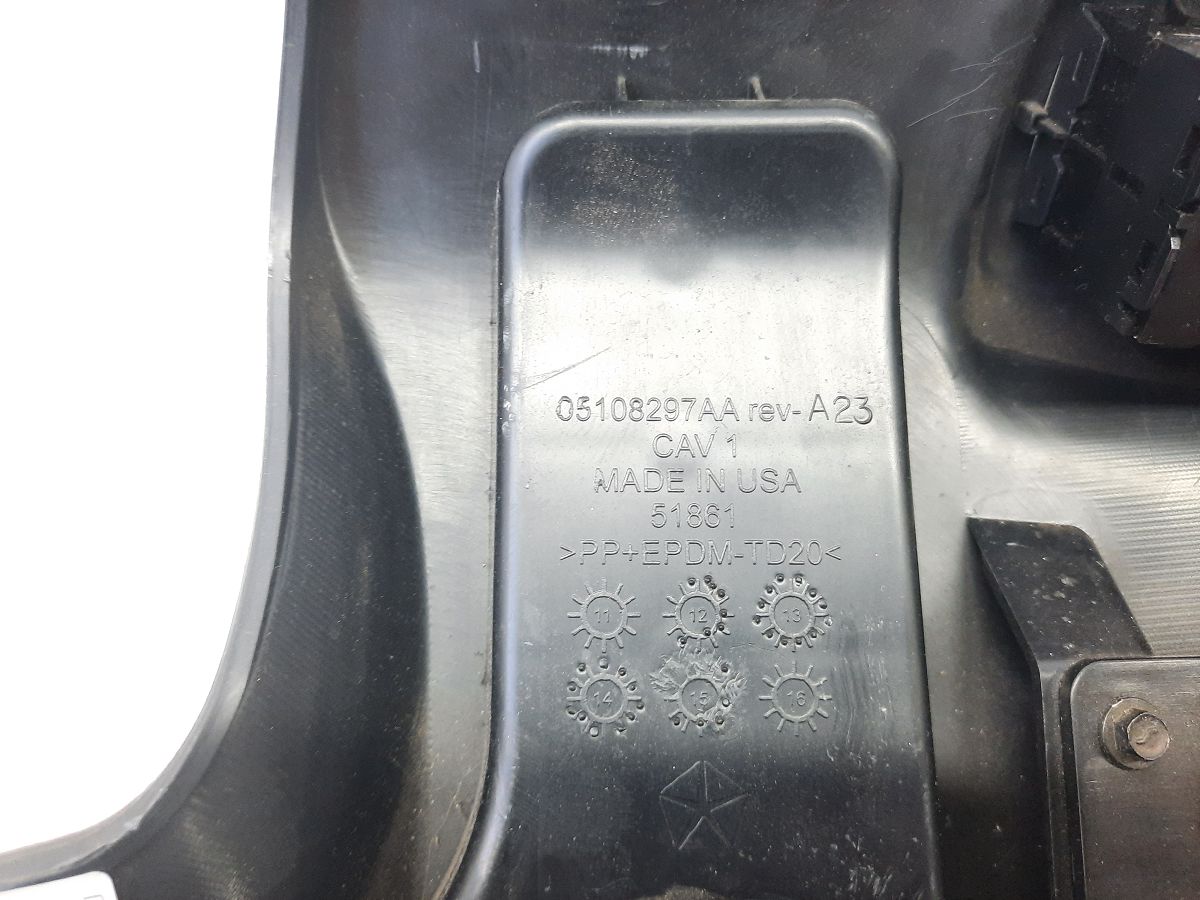 05108297AA rev-A23
CAV 1
MADE IN USA
51861
>PP+EPDM-TD20<
11 12 13
14 15 16